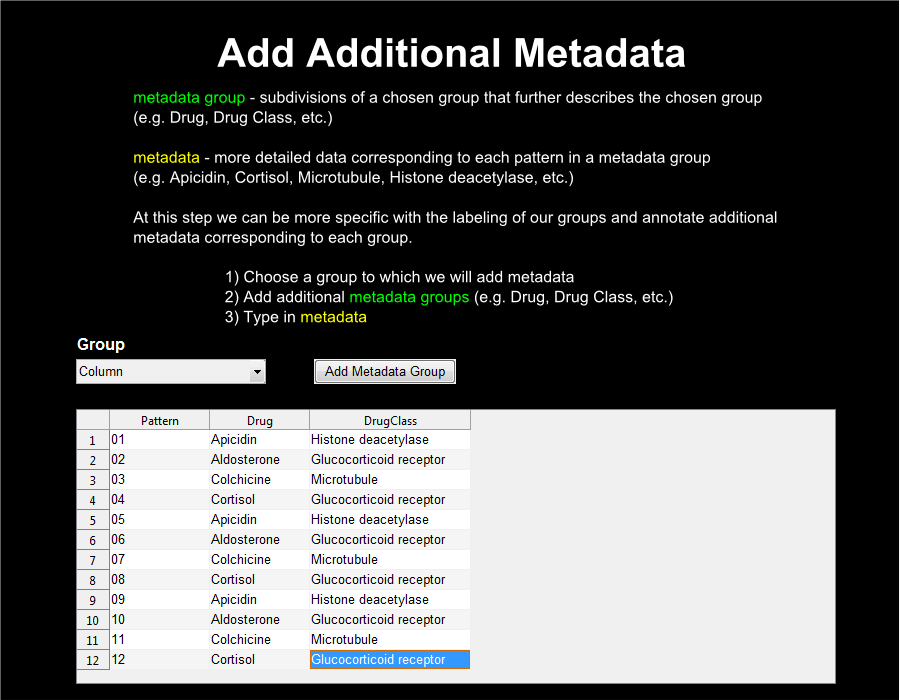 Add Additional Metadata
metadata group - subdivisions of a chosen group that further describes the chosen group
(e.g. Drug, Drug Class, etc.)
metadata - more detailed data corresponding to each pattern in a metadata group
(e.g. Apicidin, Cortisol, Microtubule, Histone deacetylase, etc.)
At this step we can be more specific with the labeling of our groups and annotate additional
metadata corresponding to each group.
1) Choose a group to which we will add metadata
2) Add additional metadata groups (e.g. Drug, Drug Class, etc.)
3) Type in metadata
Group
Column Add Metadata Group
Pattern Drug DrugClass
1 01 Apicidin Histone deacetylase
2 02 Aldosterone Glucocorticoid receptor
3 03 Colchicine Microtubule
4 04 Cortisol Glucocorticoid receptor
5 05 Apicidin Histone deacetylase
6 06 Aldosterone Glucocorticoid receptor
7 07 Colchicine Microtubule
8 08 Cortisol Glucocorticoid receptor
9 09 Apicidin Histone deacetylase
10 10 Aldosterone Glucocorticoid receptor
11 11 Colchicine Microtubule
12 12 Cortisol Glucocorticoid receptor